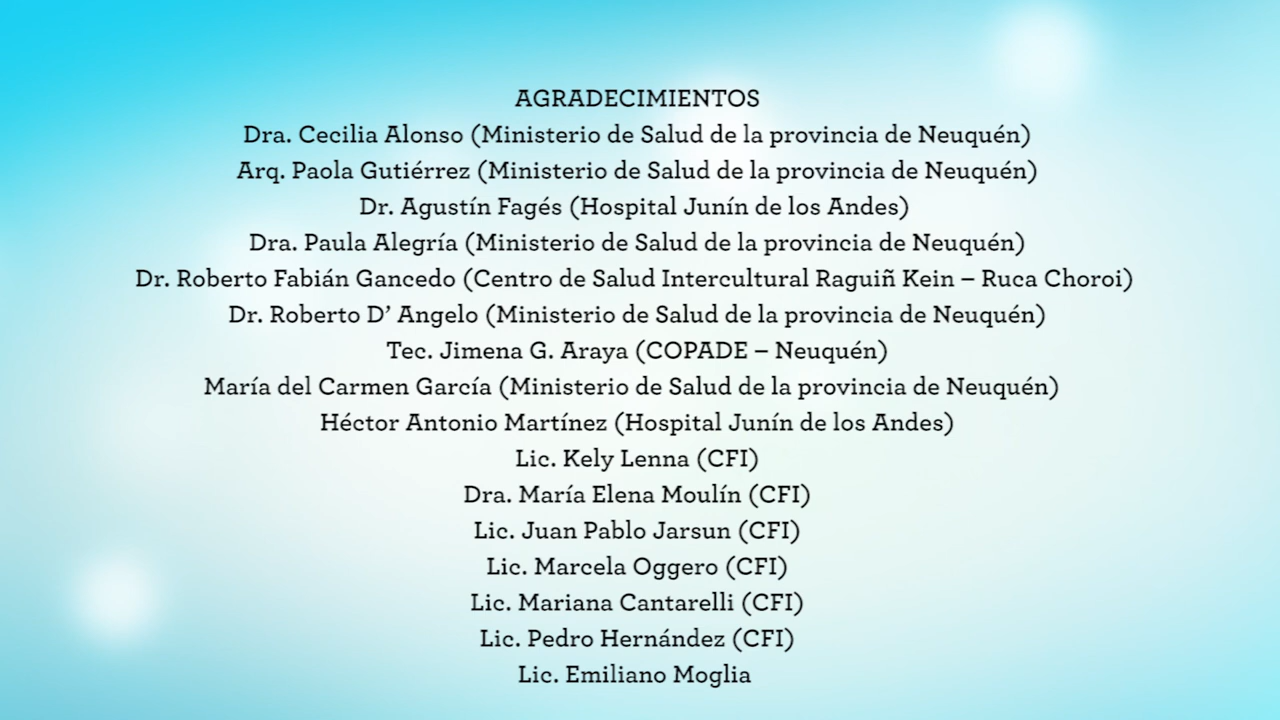 AGRADECIMIENTOS
Dra. Cecilia Alonso (Ministerio de Salud de la provincia de Neuquén)
Arq. Paola Gutiérrez (Ministerio de Salud de la provincia de Neuquén)
Dr. Agustín Fagés (Hospital Junín de los Andes)
Dra. Paula Alegría (Ministerio de Salud de la provincia de Neuquén)
Dr. Roberto Fabián Gancedo (Centro de Salud Intercultural Raguiñ Kein – Ruca Choroi)
Dr. Roberto D’ Angelo (Ministerio de Salud de la provincia de Neuquén)
Tec. Jimena G. Araya (COPADE – Neuquén)
María del Carmen García (Ministerio de Salud de la provincia de Neuquén)
Héctor Antonio Martínez (Hospital Junín de los Andes)
Lic. Kely Lenna (CFI)
Dra. María Elena Moulín (CFI)
Lic. Juan Pablo Jarsun (CFI)
Lic. Marcela Oggero (CFI)
Lic. Mariana Cantarelli (CFI)
Lic. Pedro Hernández (CFI)
Lic. Emiliano Moglia